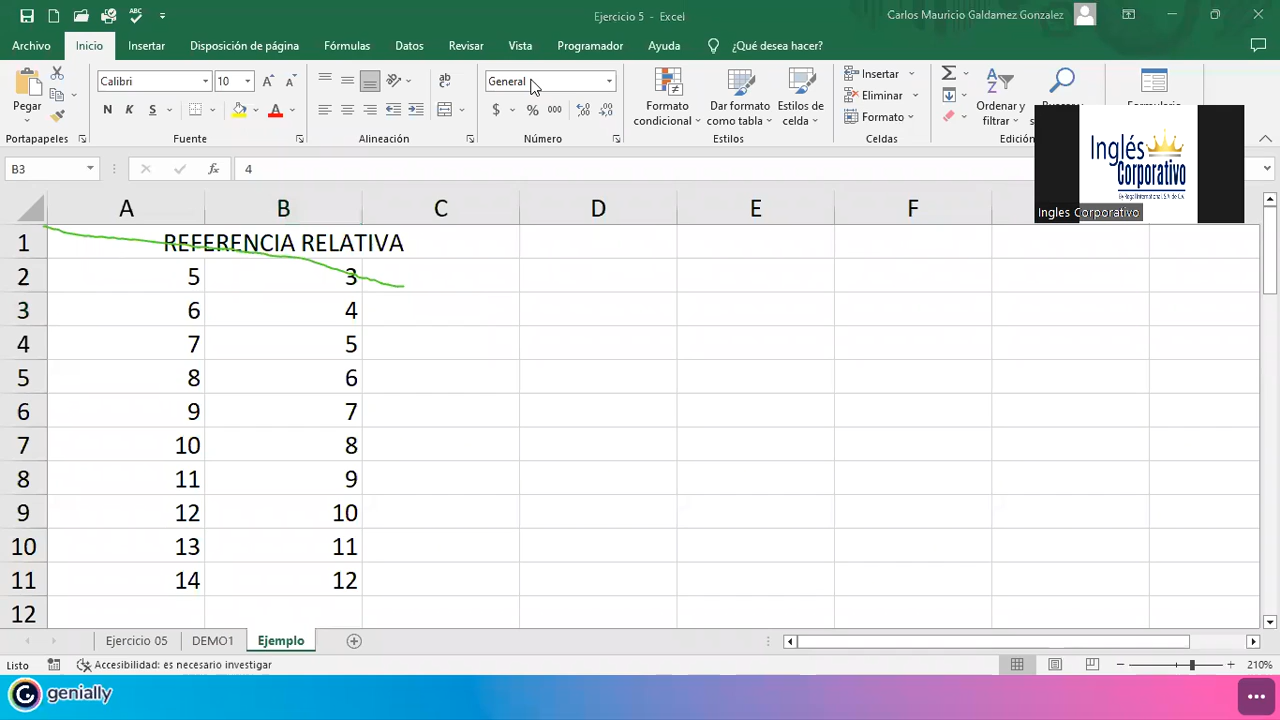 ABC
Ejercicio 5 - Excel
Carlos Mauricio Galdamez Gonzalez
Archivo Inicio Insertar Disposición de página Fórmulas Datos Revisar Vista Programador Ayuda ¿Qué desea hacer?
Pegar
Calibri 10
N K S
General
$ % 000
Formato condicional
Dar formato como tabla
Estilos de celda
Insertar
Eliminar
Formato
Ordenar y filtrar
Portapapeles Fuente Alineación Número Estilos Celdas Edición
Inglés Corporativo
Ingles Corporativo
B3 fx 4
A B C D E F
1 REFERENCIA RELATIVA
2 5 3
3 6 4
4 7 5
5 8 6
6 9 7
7 10 8
8 11 9
9 12 10
10 13 11
11 14 12
12
Ejercicio 05 DEMO1 Ejemplo
Listo Accesibilidad: es necesario investigar 210%
genially